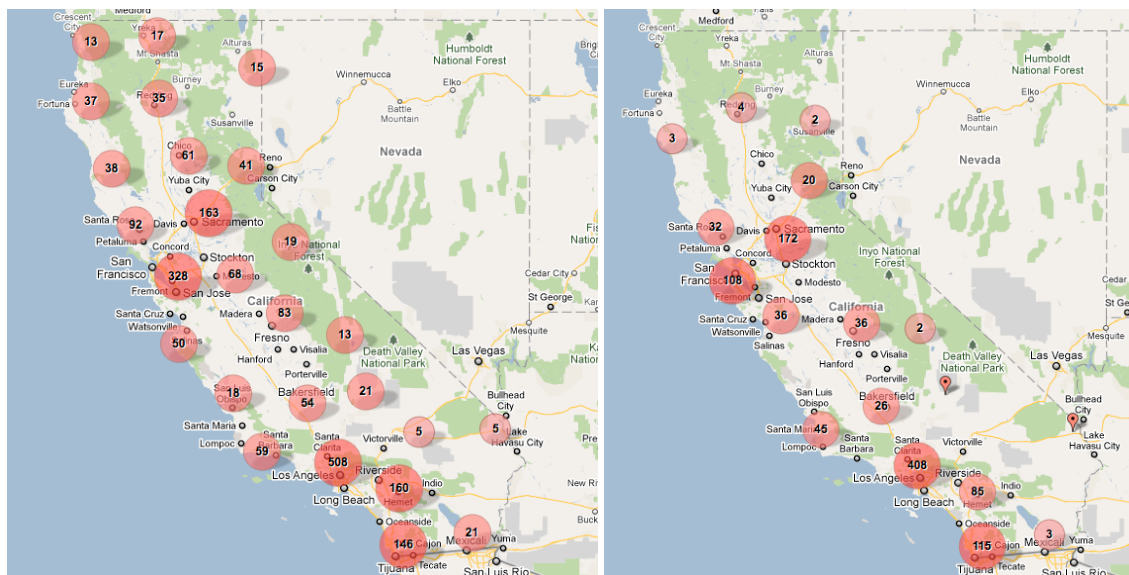 Medford
Crescent
City
13
17
Yreka
Mt Shasta
Alturas
15
Humboldt
National Forest
Eureka
Fortuna
37
35
Burney
Winnemucca
Elko
Battle
Mountain
Susanville
Chico
61
41
Reno
Nevada
38
Yuba City
Carson City
163
Santa
92
Davis
Sacramento
Petaluma
Concord
Stockton
19
Inyo National
Forest
San
Francisco
328
68
Fremont
San Jose
California
Cedar City
St George
Santa Cruz
Watsonville
Madera
83
Fresno
50
13
Mesquite
Hanford
Visalia
Porterville
Death Valley
National Park
Las Vegas
18
San Luis
Obispo
Bakersfield
54
21
Bullhead
City
Santa Maria
Lompoc
Santa
Barbara
59
Santa
Clarita
Victorville
5
5
Lake
Havasu City
508
Los Angeles
Riverside
160
Hemet
Indio
Long Beach
Oceanside
146
Cajon
21
Mexicali
Yuma
Tijuana
Tecate
San Luis Rio
Medford
Crescent
City
Yreka
Mt Shasta
Alturas
Humboldt
National Forest
Eureka
Fortuna
4
Burney
2
Susanville
Winnemucca
Elko
Battle
Mountain
3
Chico
Reno
Nevada
20
Yuba City
Carson City
32
Santa
Davis
Sacramento
172
Petaluma
Concord
Stockton
Inyo National
Forest
San
Francisco
108
Modesto
Fremont
San Jose
California
Cedar City
Santa Cruz
36
Watsonville
Madera
36
Fresno
2
Salinas
Mesquite
Hanford
Visalia
Porterville
Death Valley
National Park
Las Vegas
San Luis
Obispo
Bakersfield
26
Bullhead
City
Santa Maria
45
Lompoc
Santa
Barbara
Santa
Clarita
Victorville
Lake
Havasu City
408
Los Angeles
Riverside
85
Hemet
Indio
Long Beach
Oceanside
115
Cajon
3
Mexicali
Yuma
Tijuana
Tecate
San Luis Rio